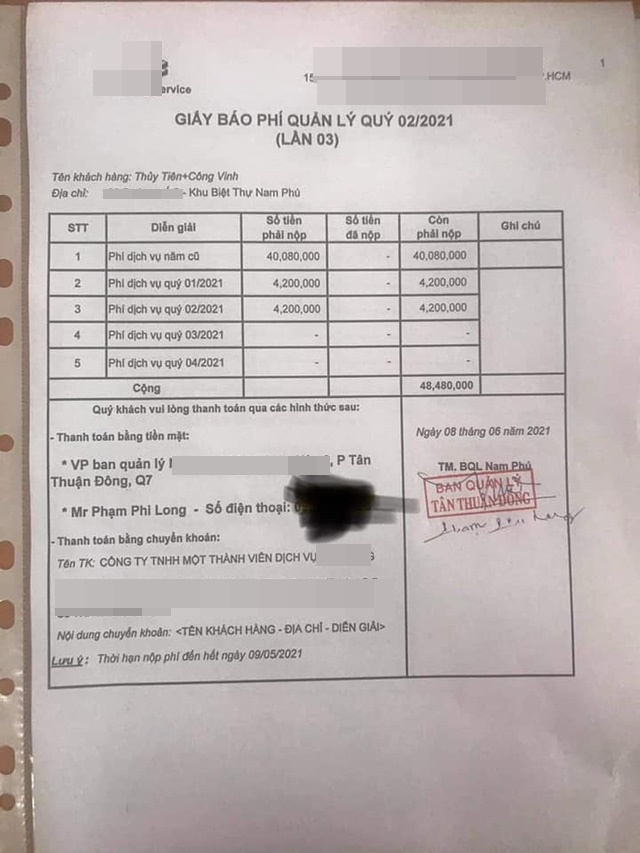 1
15
.HCM
ervice
GIẤY BÁO PHÍ QUẢN LÝ QUÝ 02/2021
(LẦN 03)
Tên khách hàng: Thủy Tiên+Công Vinh
Địa chỉ: - Khu Biệt Thự Nam Phú
STT Diễn giải Số tiền phải nộp Số tiền đã nộp Còn phải nộp Ghi chú
1 Phí dịch vụ năm cũ 40,080,000 - 40,080,000
2 Phí dịch vụ quý 01/2021 4,200,000 - 4,200,000
3 Phí dịch vụ quý 02/2021 4,200,000 - 4,200,000
4 Phí dịch vụ quý 03/2021 - - -
5 Phí dịch vụ quý 04/2021 - - -
Cộng 48,480,000
Quý khách vui lòng thanh toán qua các hình thức sau:
- Thanh toán bằng tiền mặt:
* VP ban quản lý , P Tân
Thuận Đông, Q7
* Mr Phạm Phi Long - Số điện thoại:
- Thanh toán bằng chuyển khoản:
Tên TK: CÔNG TY TNHH MỘT THÀNH VIÊN DỊCH VỤ
Nội dung chuyển khoản: <TÊN KHÁCH HÀNG - ĐỊA CHỈ - DIỄN GIẢI>
Lưu ý: Thời hạn nộp phí đến hết ngày 09/05/2021
Ngày 08 tháng 06 năm 2021
TM. BQL Nam Phú
BAN QUẢN LÝ
TÂN THUẬN ĐÔNG